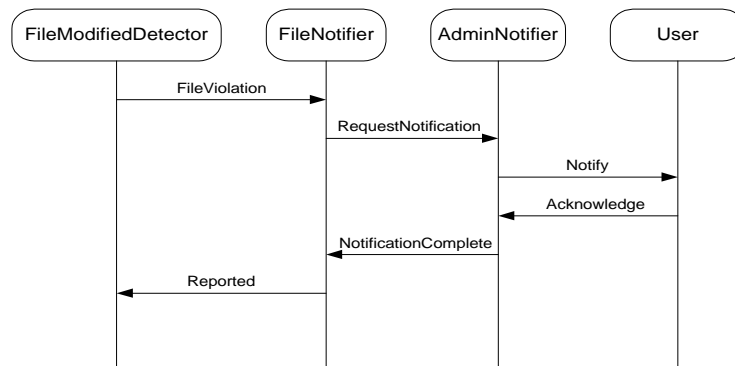 FileModifiedDetector FileNotifier AdminNotifier User
FileViolation
RequestNotification
Notify
Acknowledge
NotificationComplete
Reported